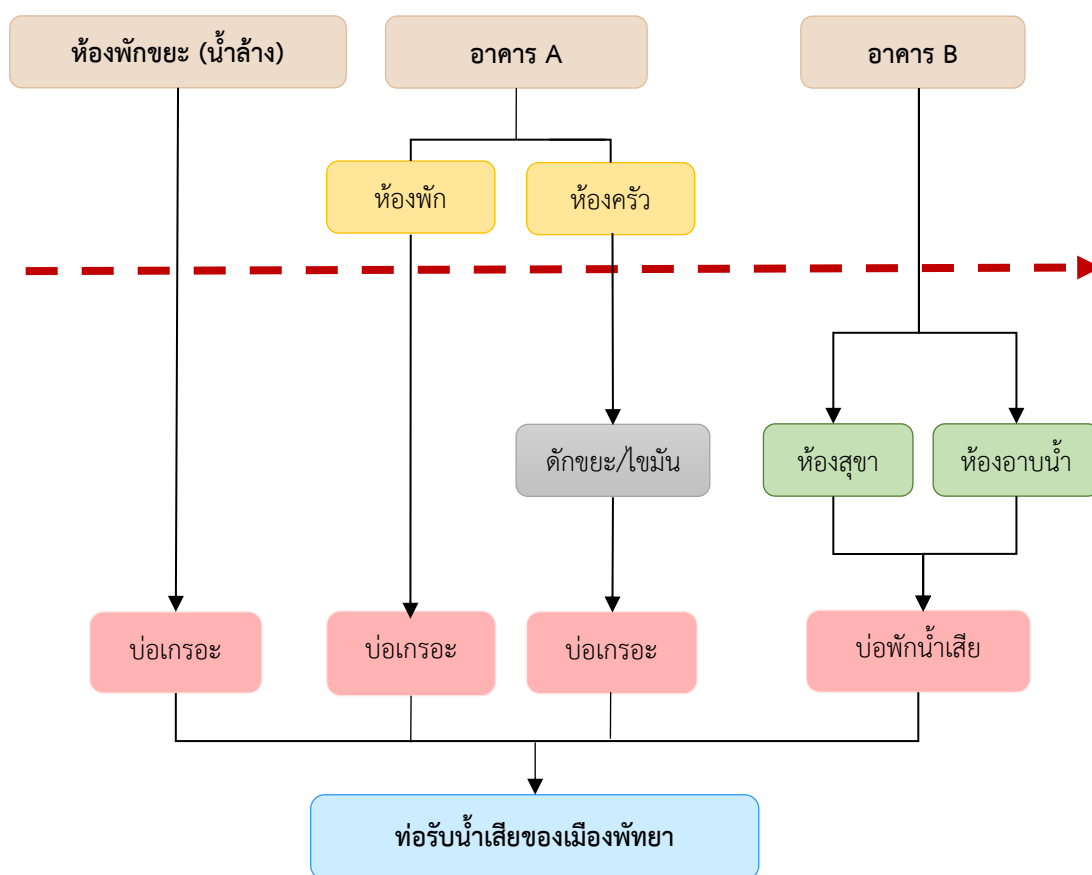 ห้องพักขยะ (น้ำล้าง)
อาคาร A
อาคาร B
ห้องพัก
ห้องครัว
ดักขยะ/ไขมัน
ห้องสุขา
ห้องอาบน้ำ
บ่อเกรอะ
บ่อเกรอะ
บ่อเกรอะ
บ่อพักน้ำเสีย
ท่อรับน้ำเสียของเมืองพัทยา